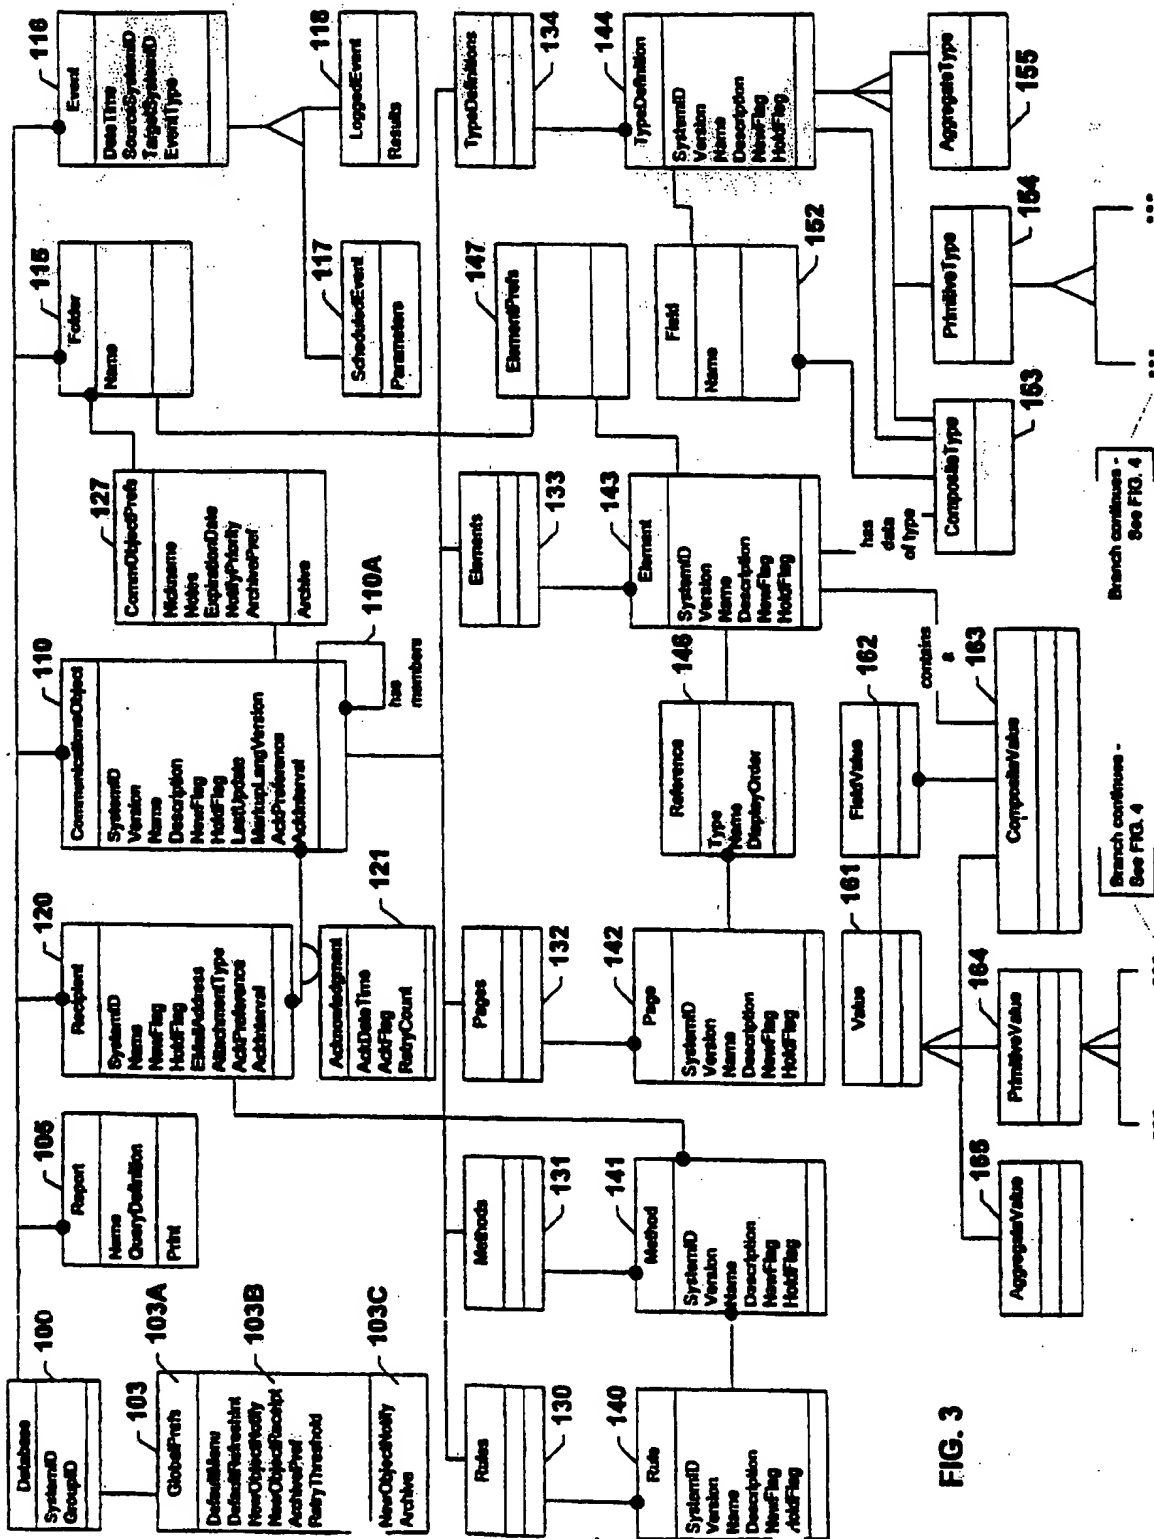 Database
SystemID
GroupID
100
103
103A
GlobalPrefs
DefaultMenu
DefaultRefreshInt
NewObjectNotify
NewObjectReceipt
ArchivePref
RetryThreshold
103B
NewObjectNotify
Archive
103C
Report
105
Name
QueryDefinition
Print
Recipient
120
SystemID
Name
NewFlag
HoldFlag
EMailAddress
AttachmentType
AckPreference
AckInterval
Acknowledgment
121
AckDateTime
AckFlag
RetryCount
CommunicationsObject
110
SystemID
Version
Name
Description
NewFlag
HoldFlag
LastUpdate
MarkupLangVersion
AckPreference
AckInterval
110A
has
members
CommObjectPrefs
127
Nickname
Notes
ExpirationDate
NotifyPriority
ArchivePref
Archive
Folder
115
Name
Event
116
DateTime
SourceSystemID
TargetSystemID
EventType
ScheduledEvent
117
Parameters
LoggedEvent
118
Results
Rules
130
Methods
131
Pages
132
Elements
133
ElementPrefs
147
TypeDefinitions
134
Rule
140
SystemID
Version
Name
Description
NewFlag
HoldFlag
Method
141
SystemID
Version
Name
Description
NewFlag
HoldFlag
Page
142
SystemID
Version
Name
Description
NewFlag
HoldFlag
Reference
146
Type
Name
DisplayOrder
Element
143
SystemID
Version
Name
Description
NewFlag
HoldFlag
Field
152
Name
TypeDefinition
144
SystemID
Version
Name
Description
NewFlag
HoldFlag
has
data
of type
contains
a
Value
161
FieldValue
162
CompositeValue
163
PrimitiveValue
164
AggregateValue
165
CompositeType
153
PrimitiveType
154
AggregateType
155
Branch continues -
See FIG. 4
Branch continues -
See FIG. 4
FIG. 3